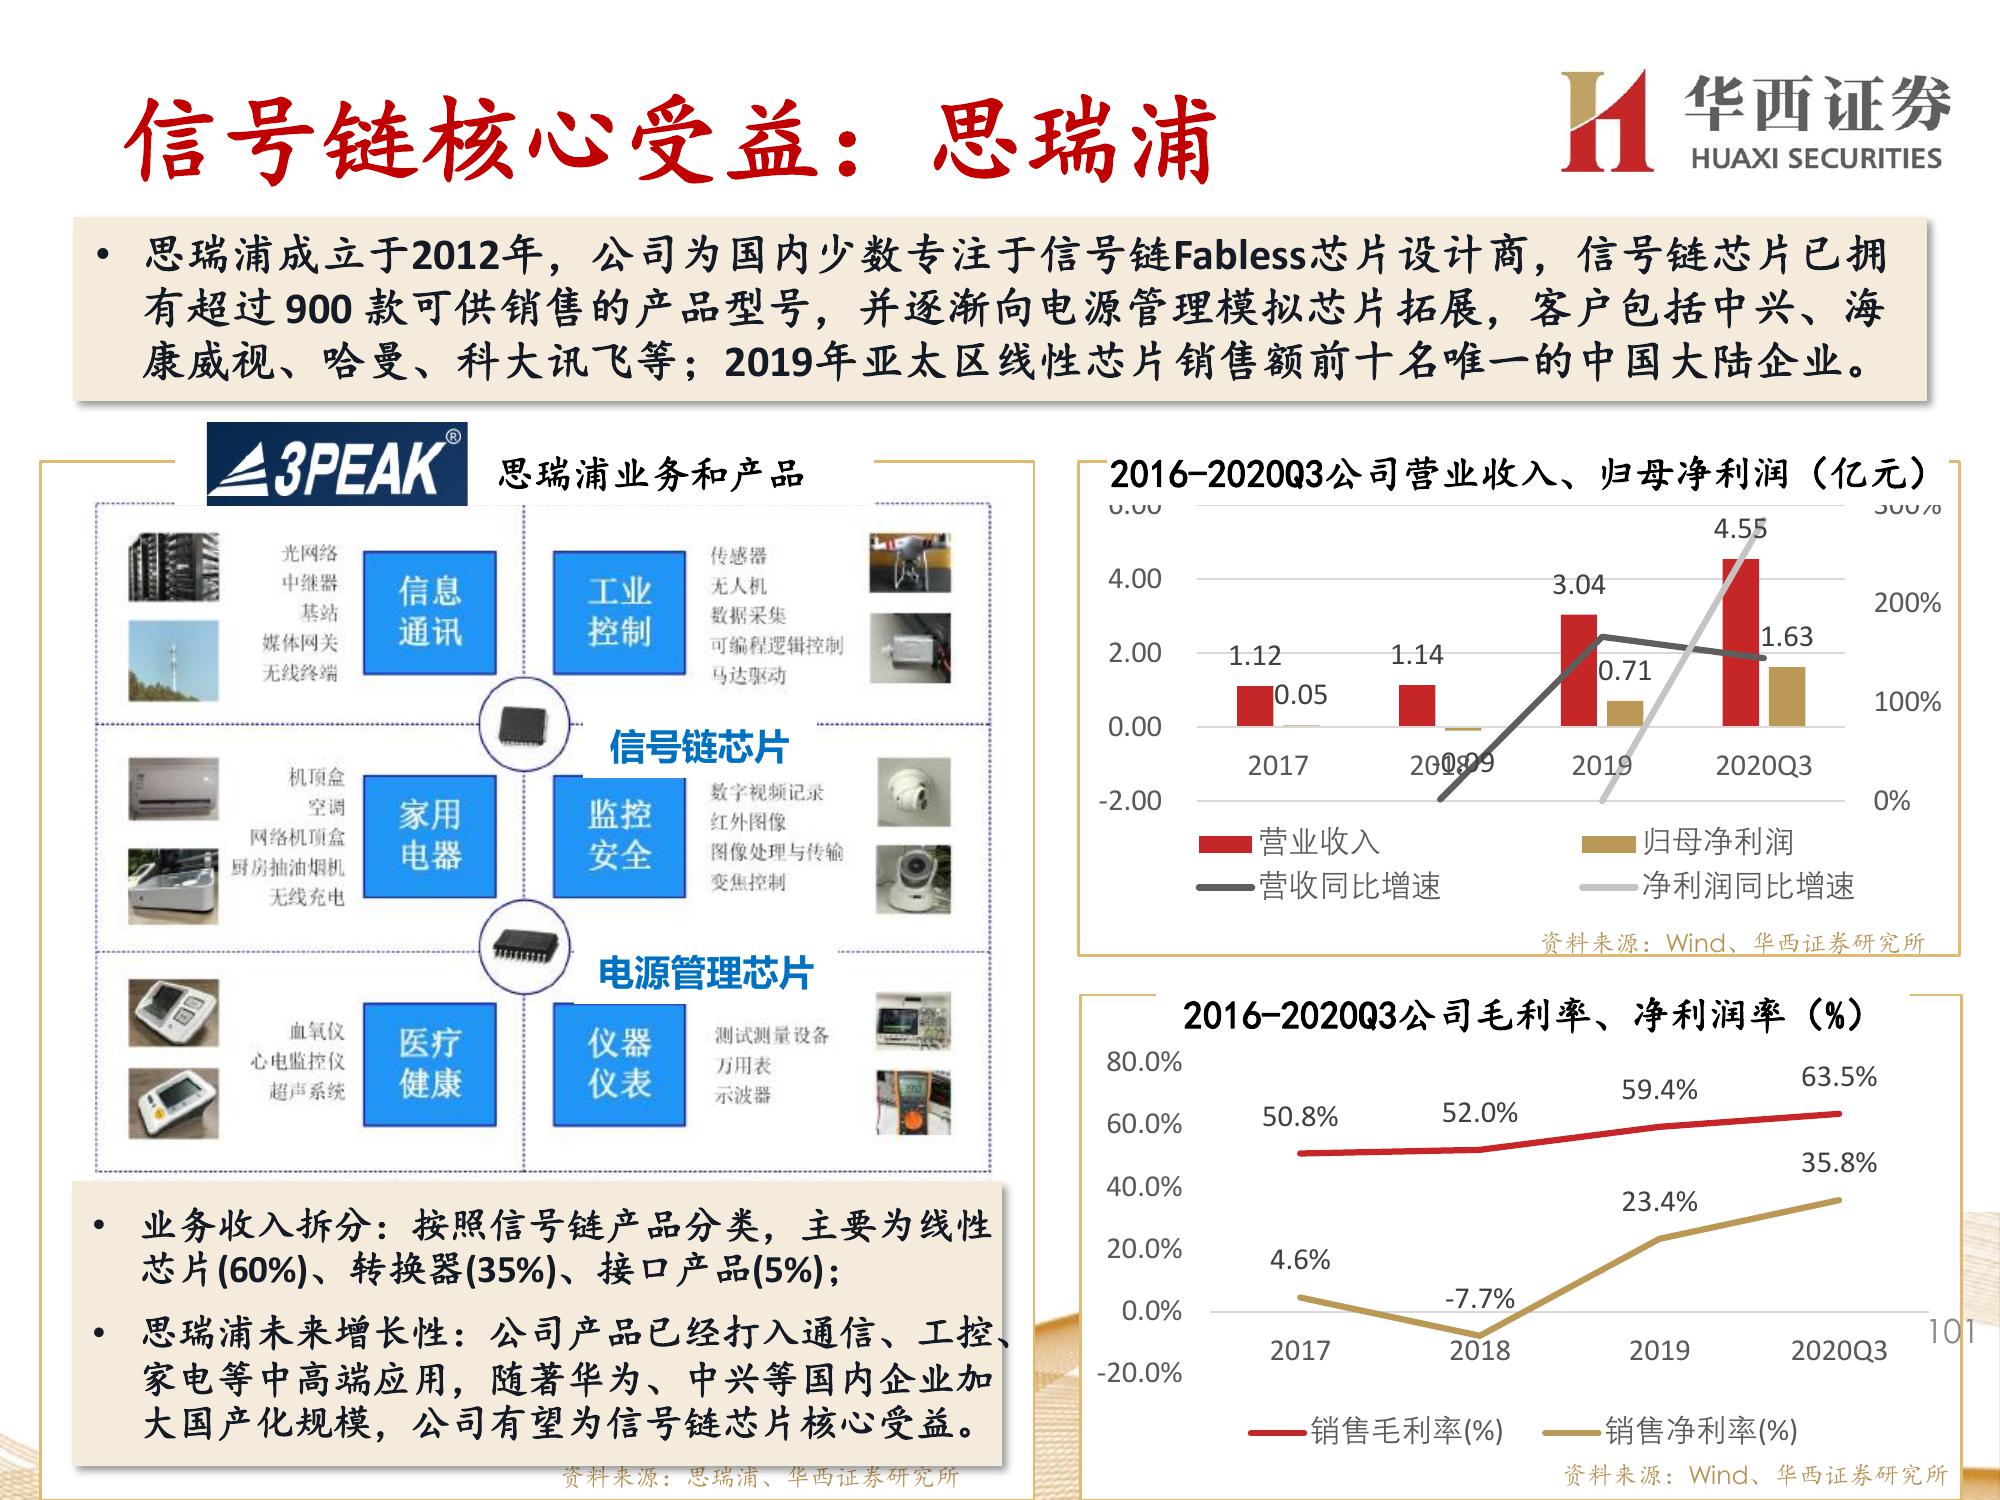 信号链核心受益：思瑞浦
华西证券
HUAXI SECURITIES
• 思瑞浦成立于2012年，公司为国内少数专注于信号链Fabless芯片设计商，信号链芯片已拥
有超过 900 款可供销售的产品型号，并逐渐向电源管理模拟芯片拓展，客户包括中兴、海
康威视、哈曼、科大讯飞等；2019年亚太区线性芯片销售额前十名唯一的中国大陆企业。
3PEAK®
思瑞浦业务和产品
光网络
中继器
基站
媒体网关
无线终端
信息
通讯
工业
控制
传感器
无人机
数据采集
可编程逻辑控制
马达驱动
信号链芯片
机顶盒
空调
网络机顶盒
厨房抽油烟机
无线充电
家用
电器
监控
安全
数字视频记录
红外图像
图像处理与传输
变焦控制
电源管理芯片
血氧仪
心电监控仪
超声系统
医疗
健康
仪器
仪表
测试测量设备
万用表
示波器
• 业务收入拆分：按照信号链产品分类，主要为线性
芯片(60%)、转换器(35%)、接口产品(5%)；
• 思瑞浦未来增长性：公司产品已经打入通信、工控、
家电等中高端应用，随著华为、中兴等国内企业加
大国产化规模，公司有望为信号链芯片核心受益。
资料来源：思瑞浦、华西证券研究所
2016-2020Q3公司营业收入、归母净利润（亿元）
6.00
300%
4.55
4.00
3.04
200%
2.00
1.12
1.14
1.63
0.05
0.71
100%
0.00
2017
2018
-0.09
2019
2020Q3
-2.00
0%
营业收入
归母净利润
营收同比增速
净利润同比增速
资料来源：Wind、华西证券研究所
2016-2020Q3公司毛利率、净利润率（%）
80.0%
63.5%
59.4%
52.0%
50.8%
60.0%
35.8%
40.0%
23.4%
20.0%
4.6%
-7.7%
0.0%
2017
2018
2019
2020Q3
-20.0%
销售毛利率(%)
销售净利率(%)
资料来源：Wind、华西证券研究所
101